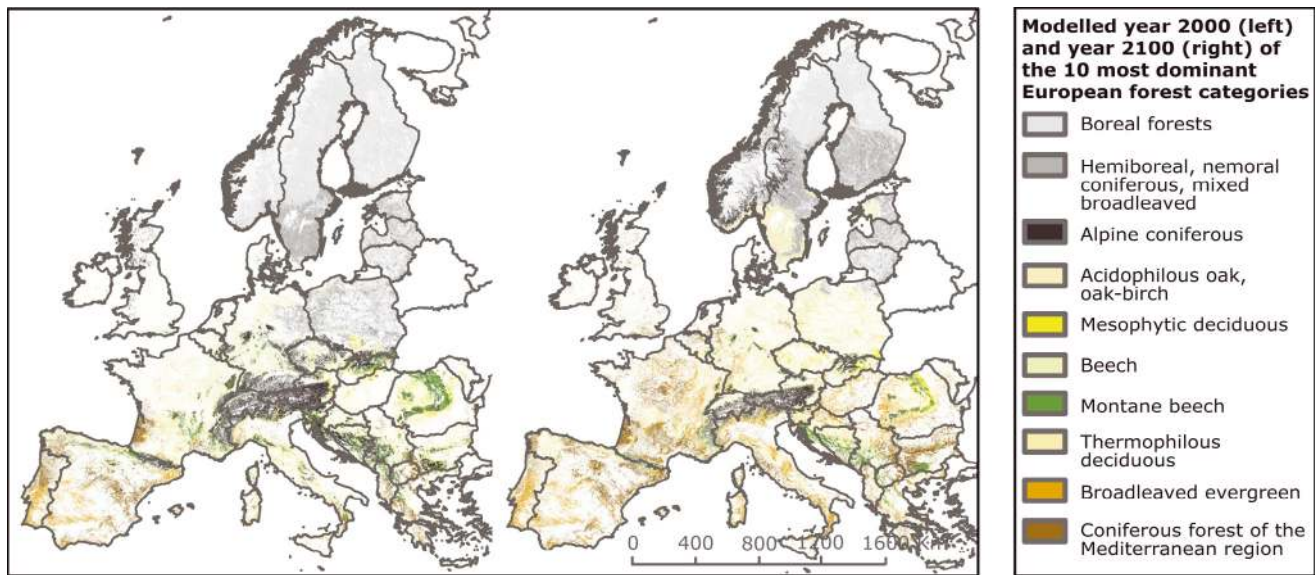 Modelled year 2000 (left)
and year 2100 (right) of
the 10 most dominant
European forest categories
Boreal forests
Hemiboreal, nemoral
coniferous, mixed
broadleaved
Alpine coniferous
Acidophilous oak,
oak-birch
Mesophytic deciduous
Beech
Montane beech
Thermophilous
deciduous
Broadleaved evergreen
Coniferous forest of the
Mediterranean region
0 400 800 1200 1600 km